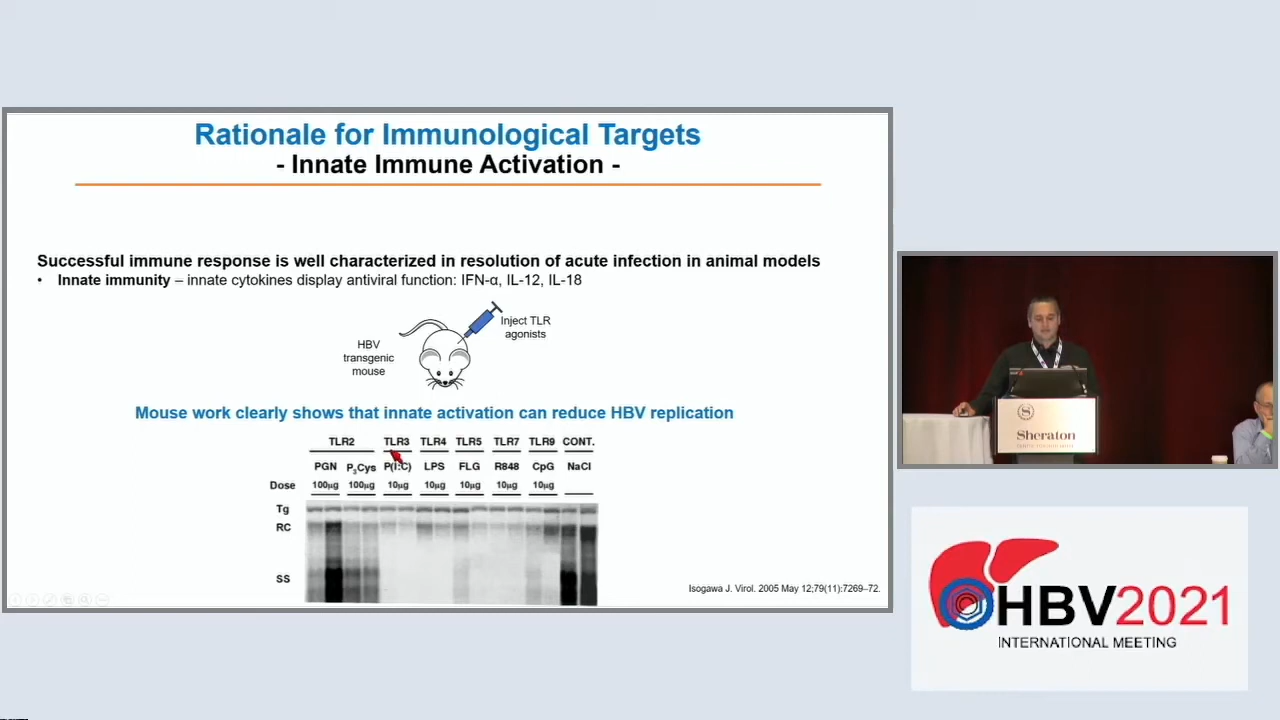 Rationale for Immunological Targets
- Innate Immune Activation -
Successful immune response is well characterized in resolution of acute infection in animal models
• Innate immunity – innate cytokines display antiviral function: IFN-α, IL-12, IL-18
Inject TLR
agonists
HBV
transgenic
mouse
Mouse work clearly shows that innate activation can reduce HBV replication
TLR2 TLR3 TLR4 TLR5 TLR7 TLR9 CONT.
PGN P3Cys P(I:C) LPS FLG R848 CpG NaCl
Dose 100µg 100µg 10µg 10µg 10µg 10µg 10µg
Tg
RC
SS
Isogawa J. Virol. 2005 May 12;79(11):7269–72.
Sheraton
HBV2021
INTERNATIONAL MEETING